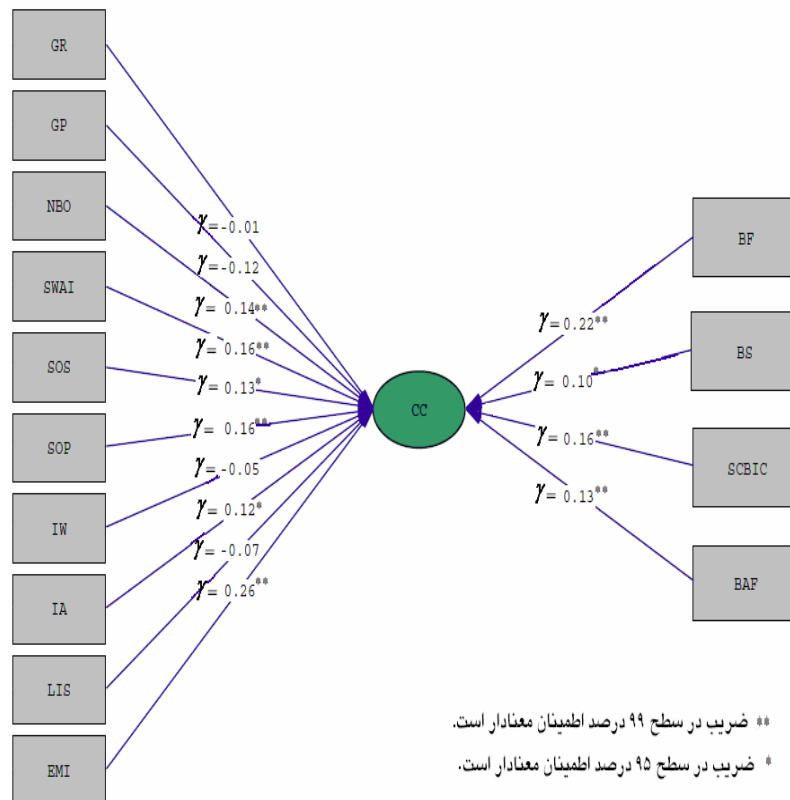 GR
GP
NBO
SWAI
SOS
SOP
IW
IA
LIS
EMI
γ=-0.01
γ=-0.12
γ= 0.14**
γ= 0.16**
γ= 0.13*
γ= 0.16**
γ= -0.05
γ= 0.12*
γ= -0.07
γ= 0.26**
CC
γ=0.22**
γ=0.10*
γ=0.16**
γ=0.13**
BF
BS
SCBIC
BAF
** ضریب در سطح ۹۹ درصد اطمینان معنادار است.
* ضریب در سطح ۹۵ درصد اطمینان معنادار است.